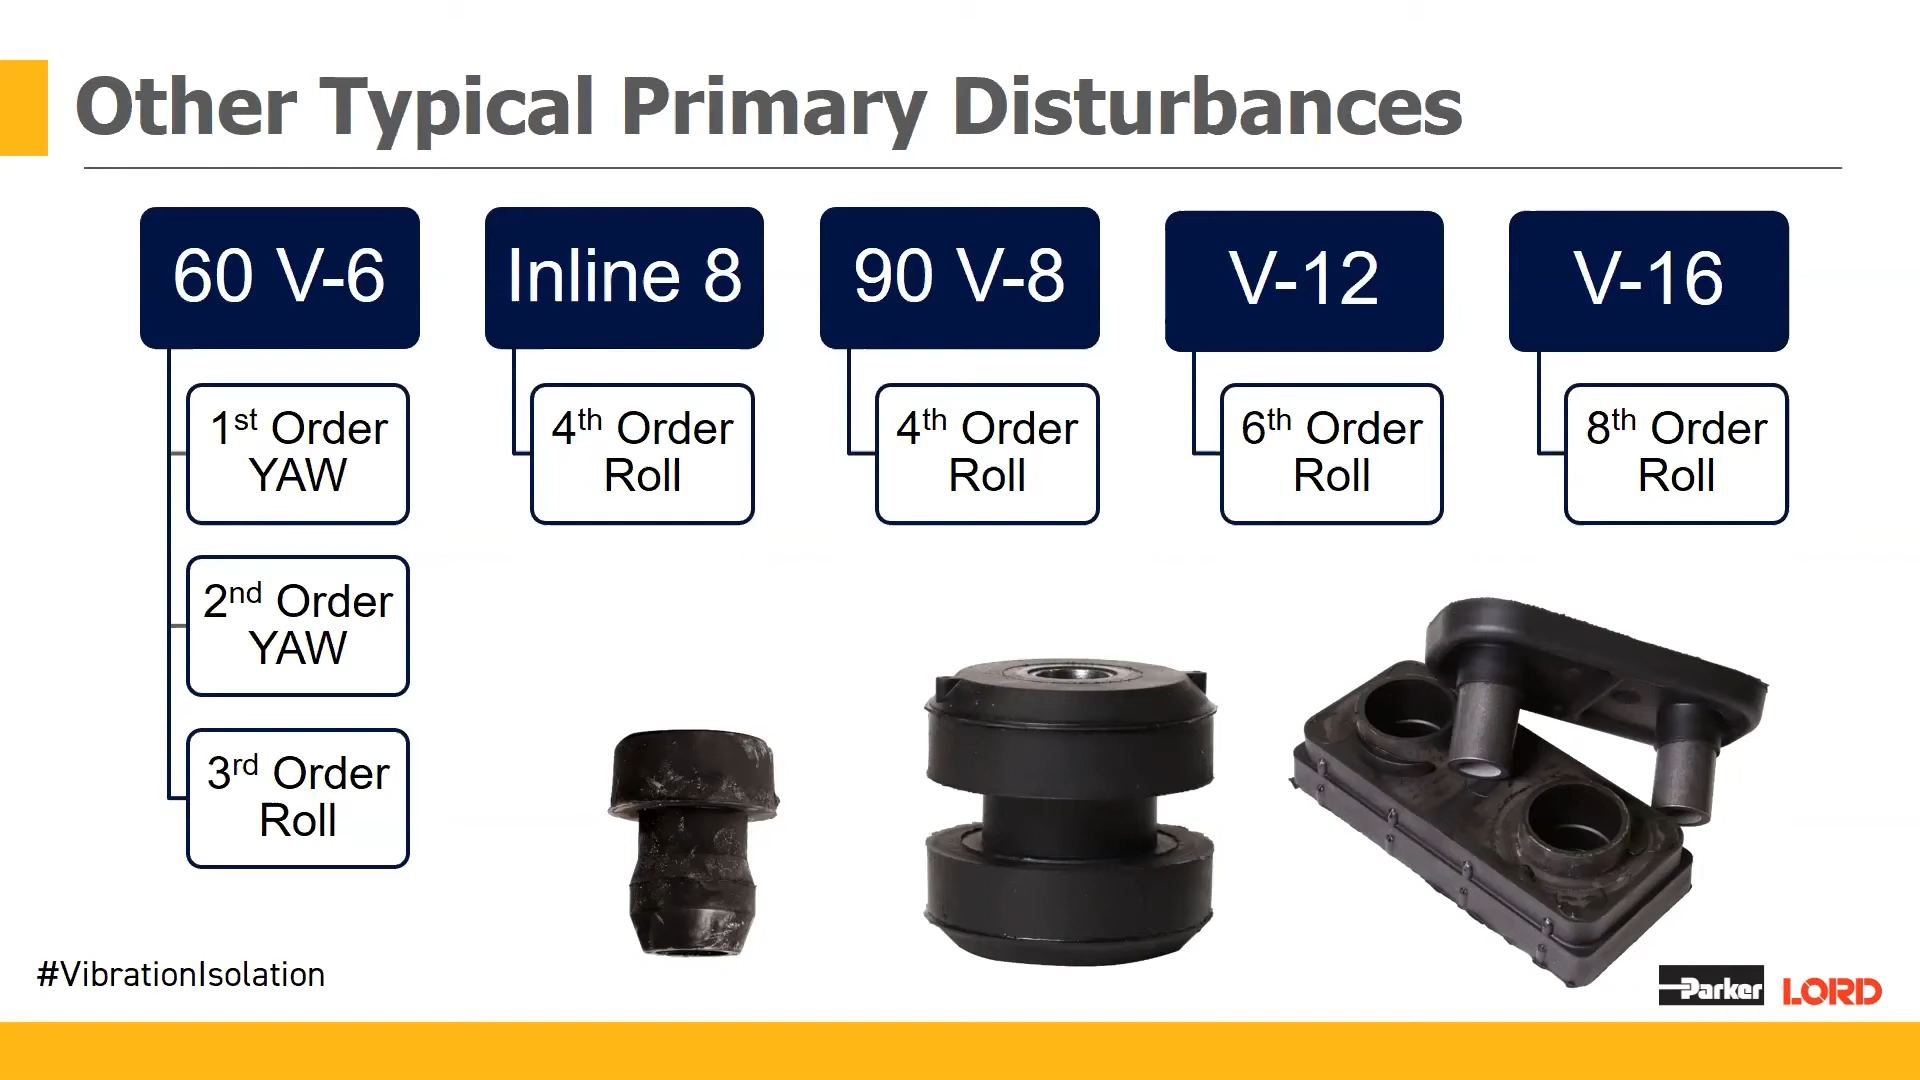 Other Typical Primary Disturbances
60 V-6
1st Order
YAW
2nd Order
YAW
3rd Order
Roll
Inline 8
4th Order
Roll
90 V-8
4th Order
Roll
V-12
6th Order
Roll
V-16
8th Order
Roll
#VibrationIsolation
Parker
LORD